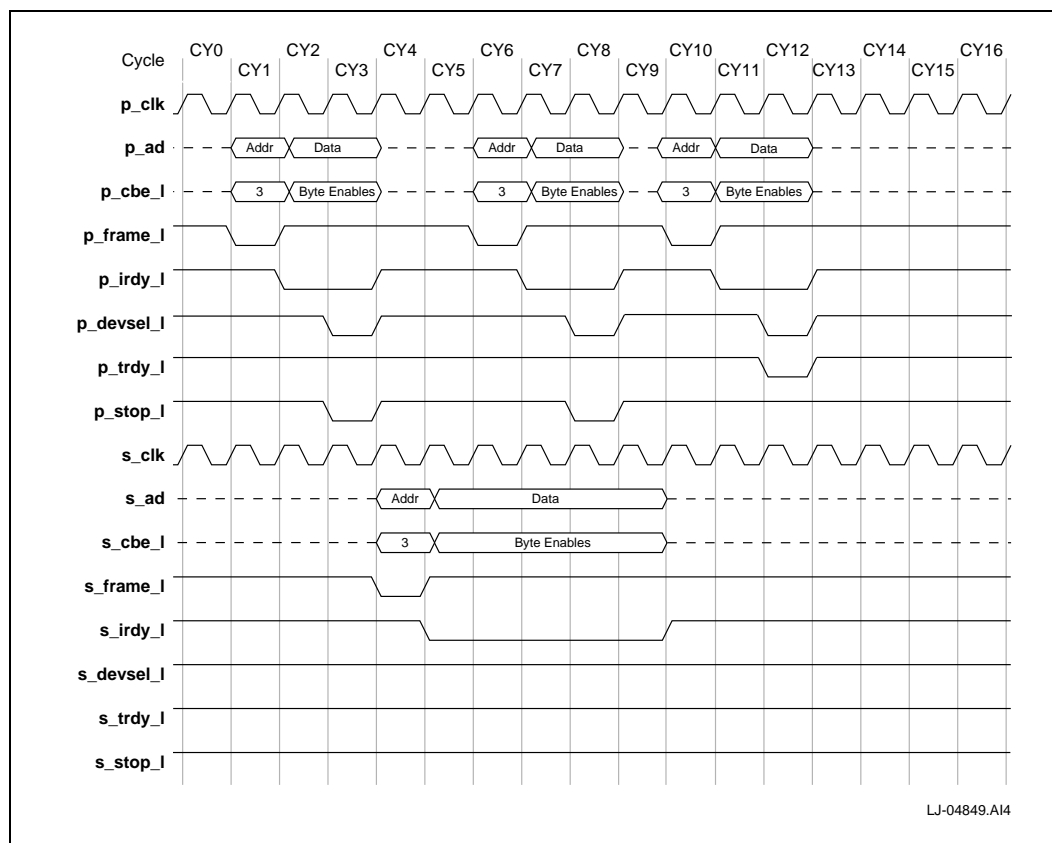 Cycle CY0 CY2 CY4 CY6 CY8 CY10 CY12 CY14 CY16
CY1 CY3 CY5 CY7 CY9 CY11 CY13 CY15
p_clk
p_ad Addr Data Addr Data Addr Data
p_cbe_l 3 Byte Enables 3 Byte Enables 3 Byte Enables
p_frame_l
p_irdy_l
p_devsel_l
p_trdy_l
p_stop_l
s_clk
s_ad Addr Data
s_cbe_l 3 Byte Enables
s_frame_l
s_irdy_l
s_devsel_l
s_trdy_l
s_stop_l
LJ-04849.AI4